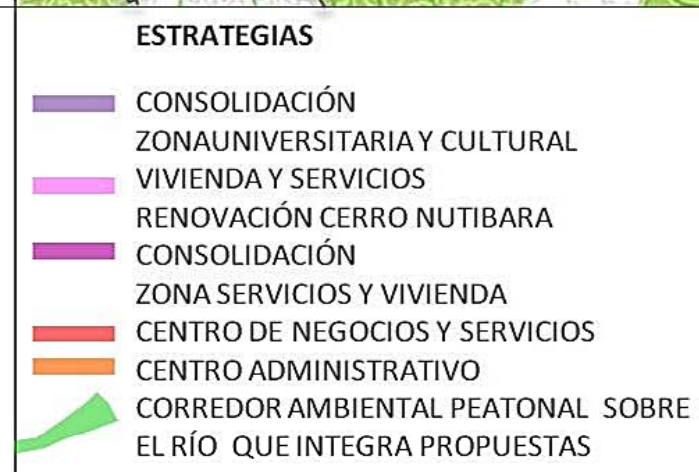 ESTRATEGIAS
CONSOLIDACIÓN
ZONAUNIVERSITARIA Y CULTURAL
VIVIENDA Y SERVICIOS
RENOVACIÓN CERRO NUTIBARA
CONSOLIDACIÓN
ZONA SERVICIOS Y VIVIENDA
CENTRO DE NEGOCIOS Y SERVICIOS
CENTRO ADMINISTRATIVO
CORREDOR AMBIENTAL PEATONAL SOBRE
EL RÍO QUE INTEGRA PROPUESTAS